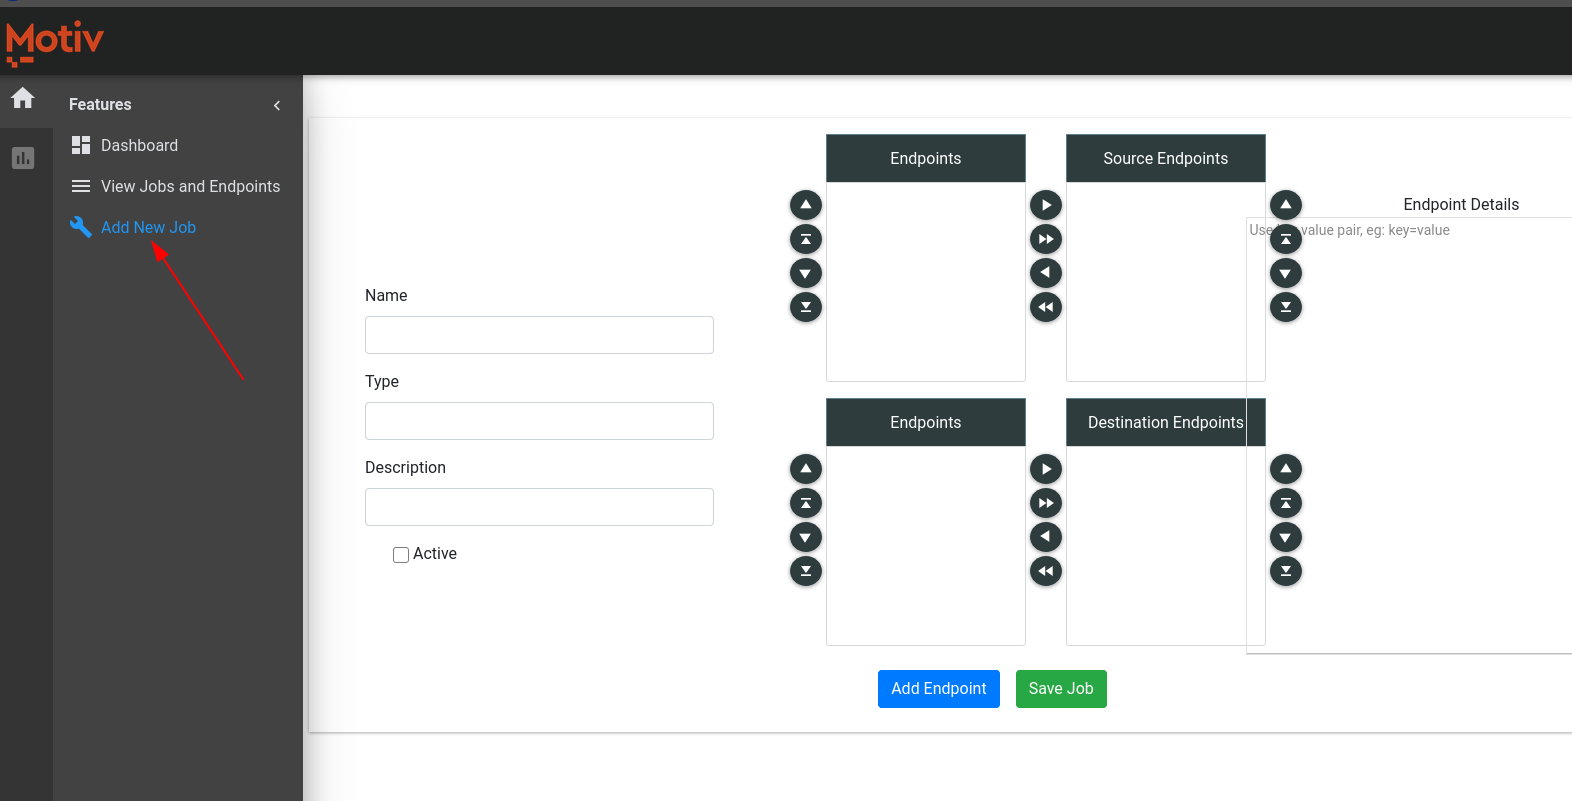 Motiv
Features
Dashboard
View Jobs and Endpoints
Add New Job
Name
Type
Description
Active
Endpoints
Source Endpoints
Endpoint Details
Use value pair, eg: key=value
Endpoints
Destination Endpoints
Add Endpoint
Save Job